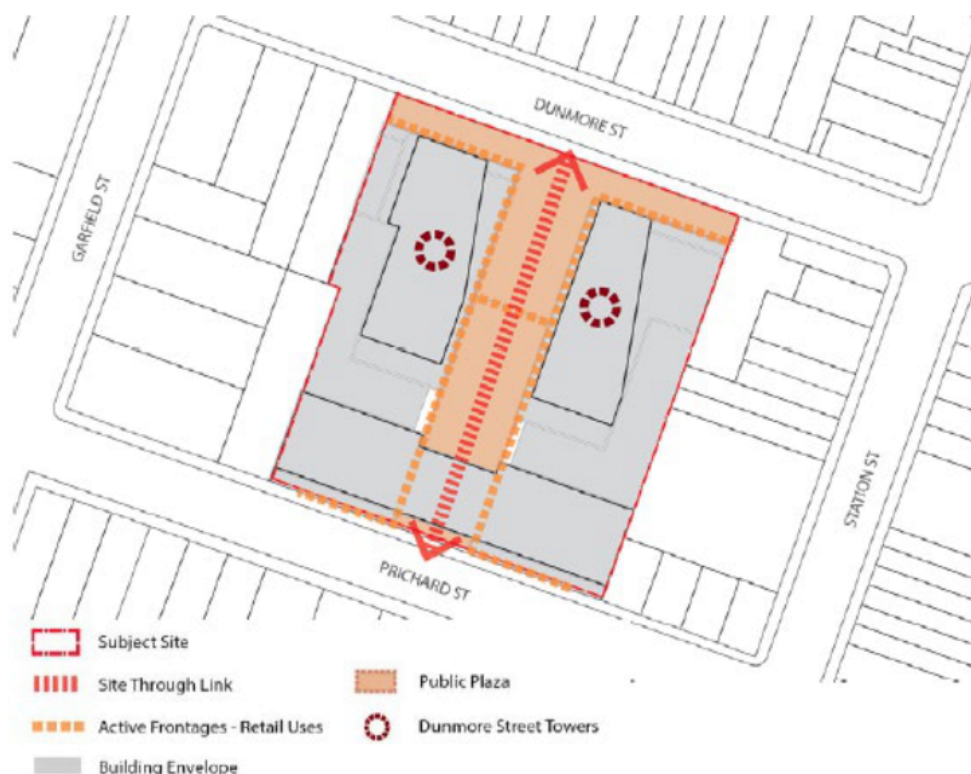 DUNMORE ST
GARFIELD ST
STATION ST
PRICHARD ST
Subject Site
Site Through Link
Public Plaza
Active Frontages - Retail Uses
Dunmore Street Towers
Building Envelope